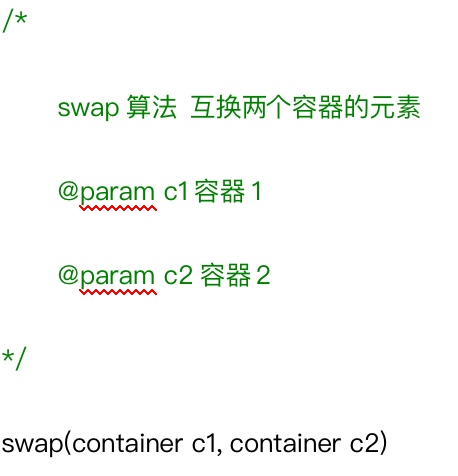 /*
swap 算法 互换两个容器的元素
@param c1容器1
@param c2 容器2
*/
swap(container c1, container c2)